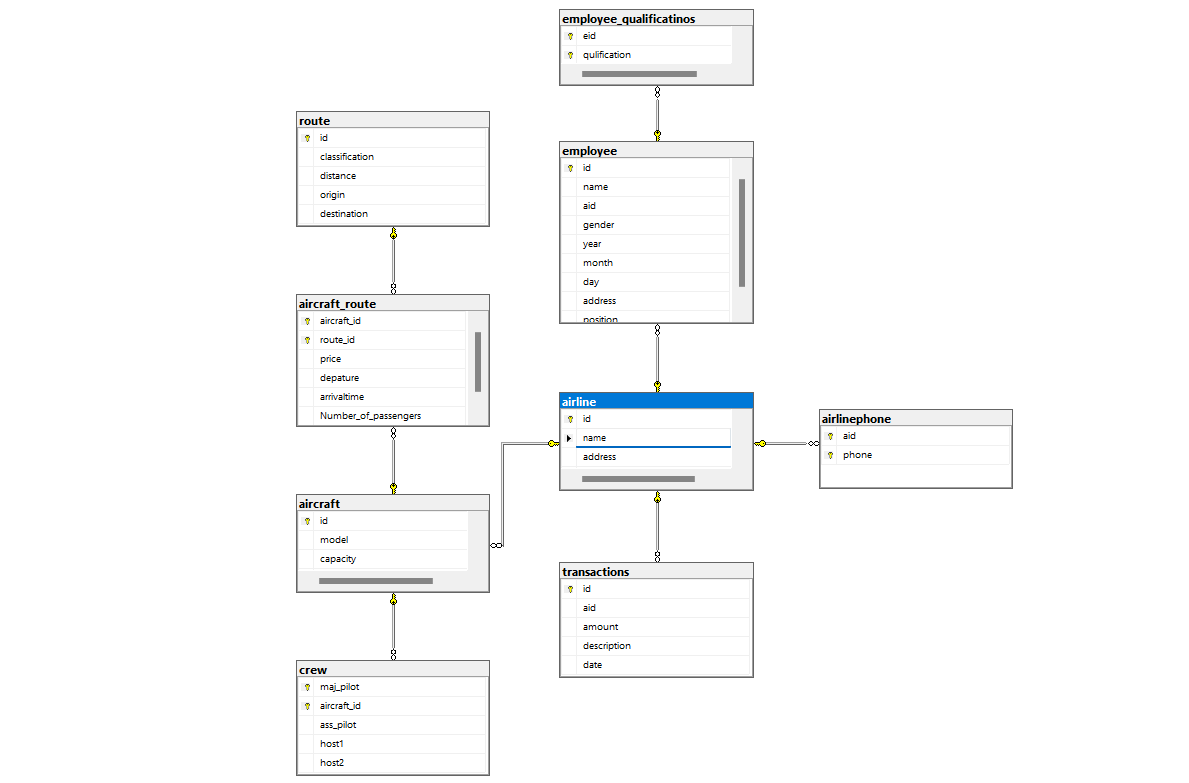 employee_qualificatinos
eid
qulification
route
id
classification
distance
origin
destination
employee
id
name
aid
gender
year
month
day
address
position
aircraft_route
aircraft_id
route_id
price
depature
arrivaltime
Number_of_passengers
airline
id
name
address
airlinephone
aid
phone
aircraft
id
model
capacity
transactions
id
aid
amount
description
date
crew
maj_pilot
aircraft_id
ass_pilot
host1
host2